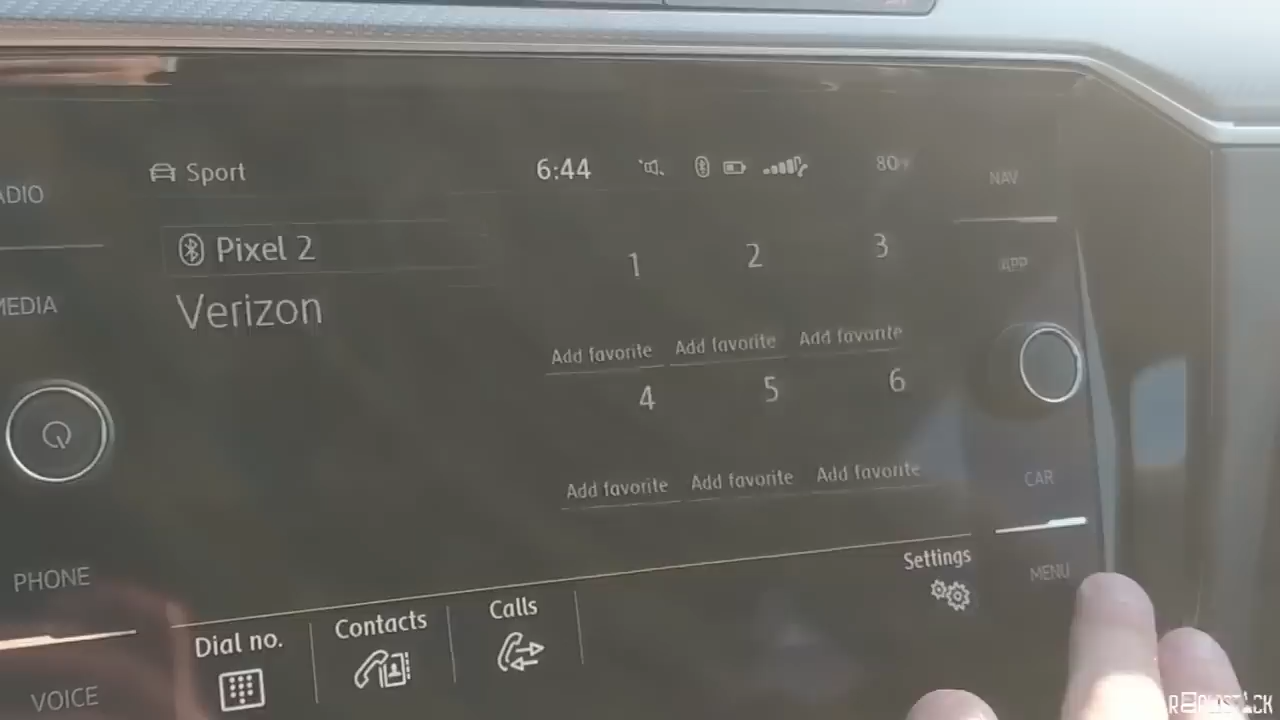 RADIO
MEDIA
PHONE
VOICE
Sport
6:44
80°F
Pixel 2
Verizon
1 2 3
Add favorite Add favorite Add favorite
4 5 6
Add favorite Add favorite Add favorite
Dial no.
Contacts
Calls
Settings
NAV
APP
CAR
MENU